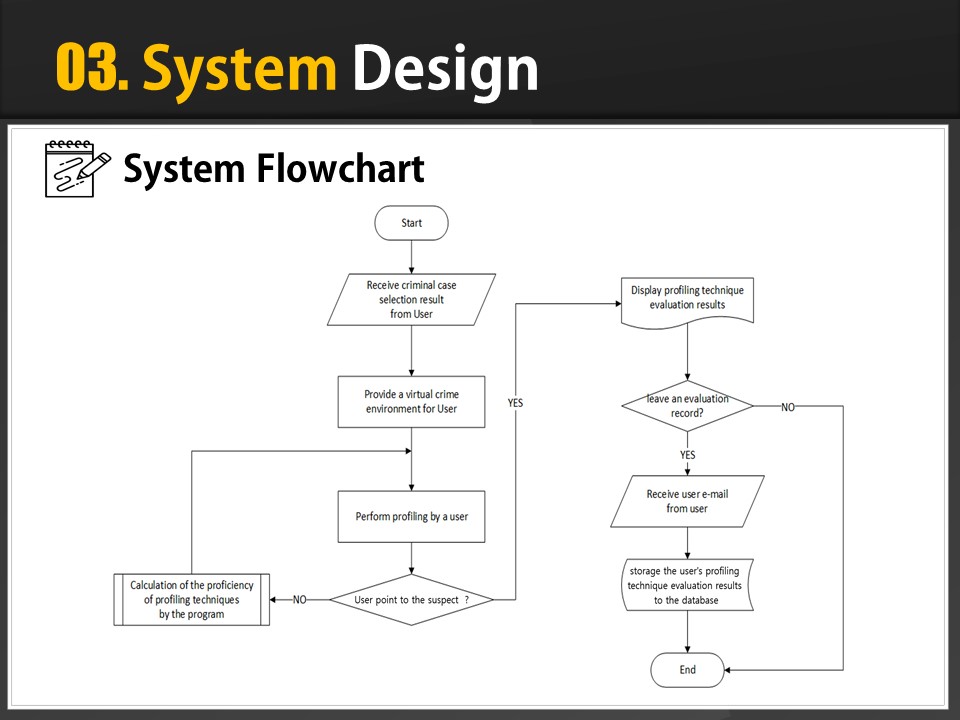 03. System Design
System Flowchart
Start
Receive criminal case
selection result
from User
Provide a virtual crime
environment for User
Perform profiling by a user
User point to the suspect ?
NO
Calculation of the proficiency
of profiling techniques
by the program
YES
Display profiling technique
evaluation results
leave an evaluation
record?
NO
YES
Receive user e-mail
from user
storage the user's profiling
technique evaluation results
to the database
End